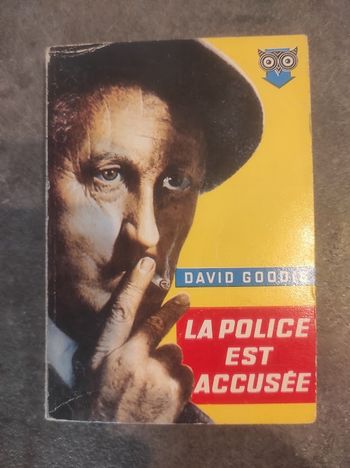 DAVID GOODIS
LA POLICE
EST
ACCUSÉE